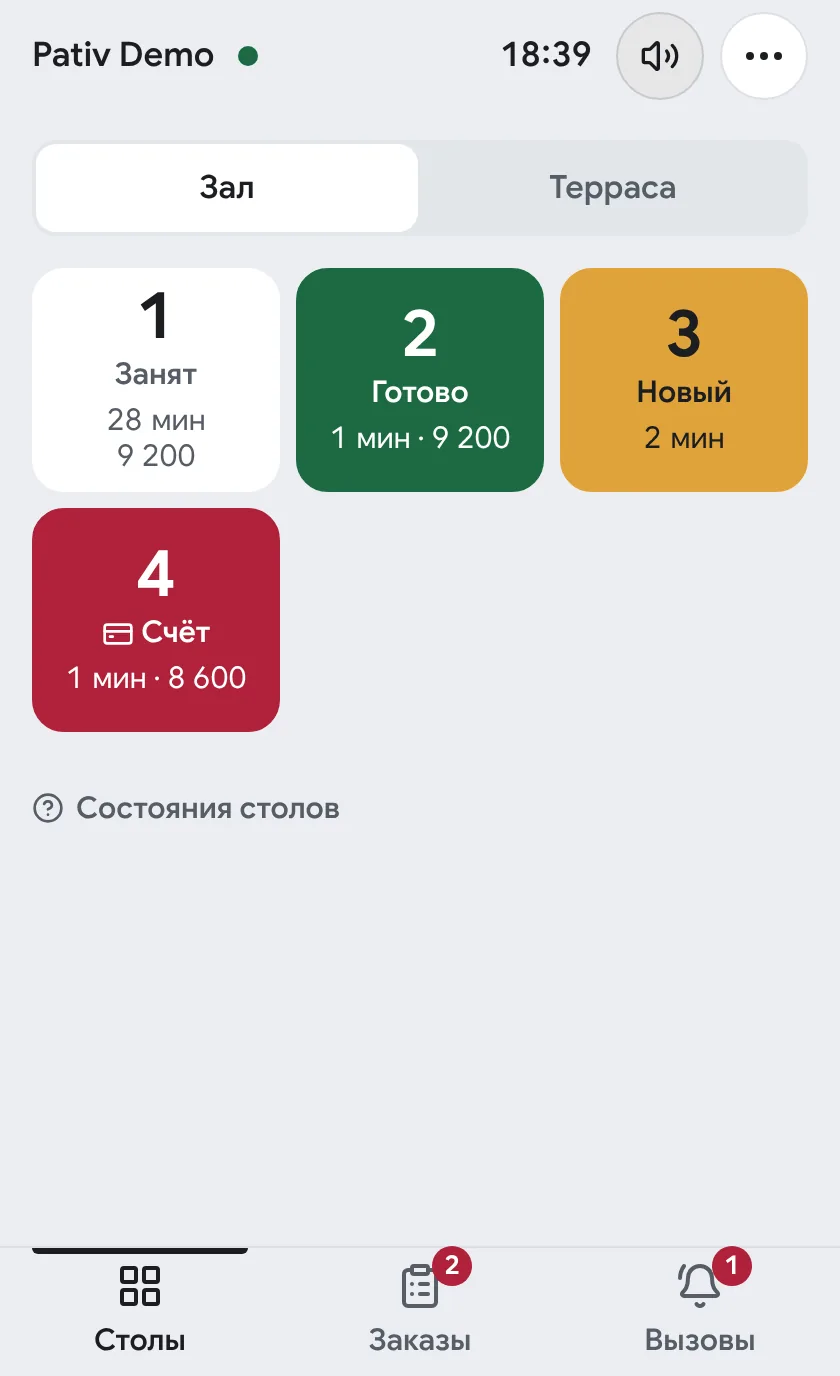 Pativ Demo
18:39
Зал
Терраса
1
Занят
28 мин
9 200
2
Готово
1 мин · 9 200
3
Новый
2 мин
4
Счёт
1 мин · 8 600
? Состояния столов
Столы
2
Заказы
1
Вызовы